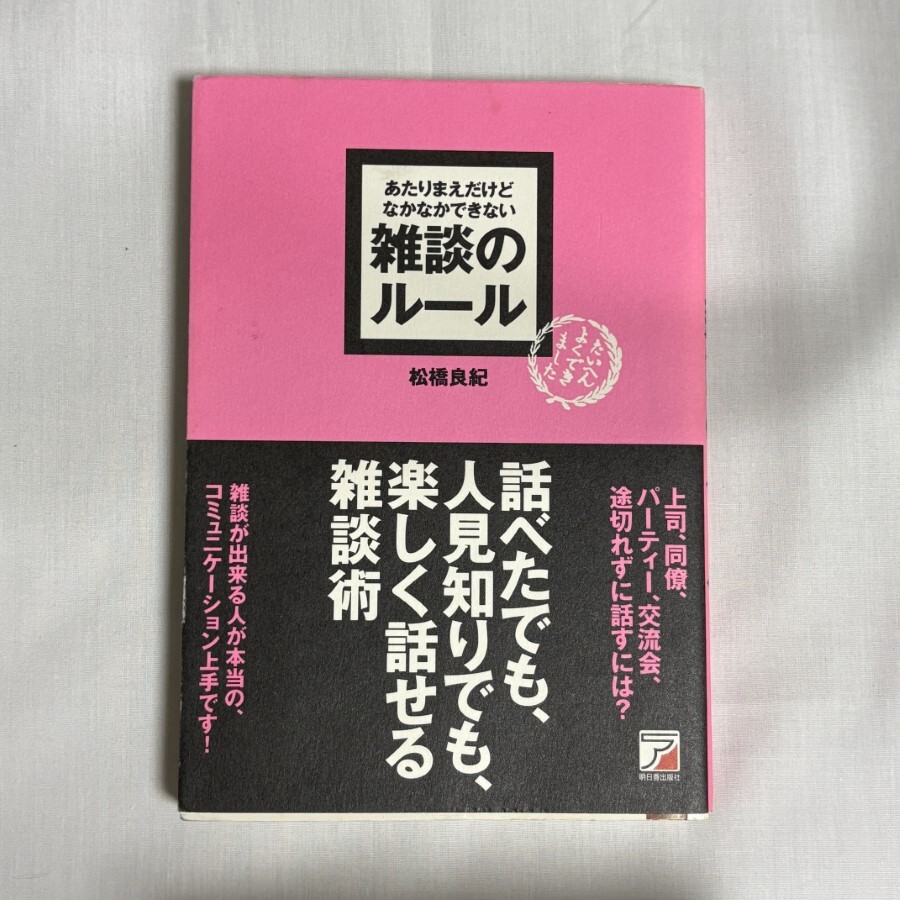 あたりまえだけど
なかなかできない
雑談の
ルール
たいへん
よくでき
ました
松橋良紀
上司、同僚、
パーティー、交流会、
途切れずに話すには?
話べたでも、
人見知りでも、
楽しく話せる
雑談術
雑談が出来る人が本当の、
コミュニケーション上手です!
ア
明日香出版社